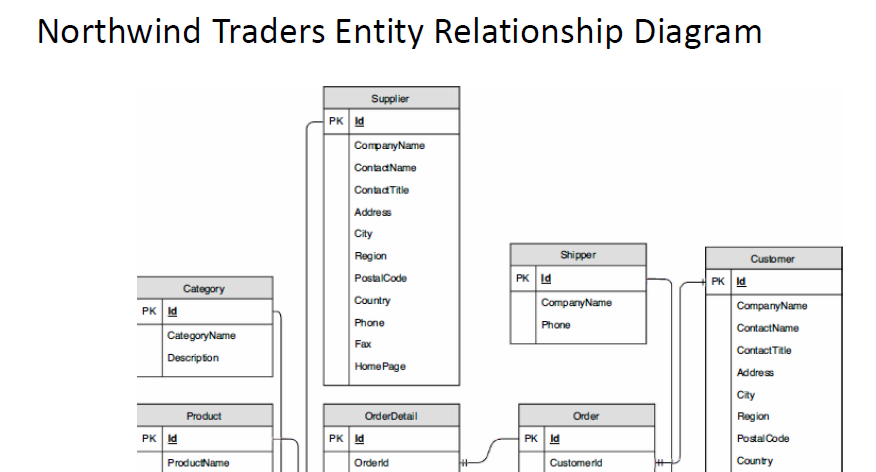 Northwind Traders Entity Relationship Diagram
Supplier
PK Id
CompanyName
ContactName
ContactTitle
Address
City
Region
PostalCode
Country
Phone
Fax
HomePage
Shipper
PK Id
CompanyName
Phone
Customer
PK Id
CompanyName
ContactName
ContactTitle
Address
City
Region
PostalCode
Country
Category
PK Id
CategoryName
Description
Product
PK Id
ProductName
OrderDetail
PK Id
OrderId
Order
PK Id
CustomerId